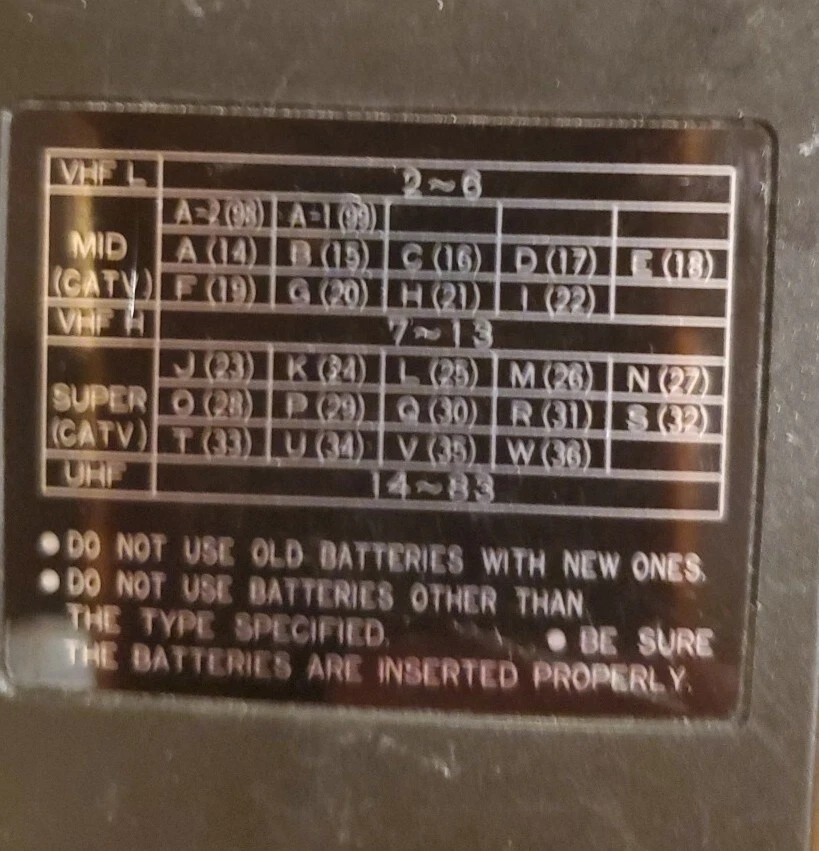 VHF L 2~6
MID (CATV) A-2 (98) A-1 (99)
A (14) B (15) C (16) D (17) E (18)
F (19) G (20) H (21) I (22)
VHF H 7~13
SUPER (CATV) J (23) K (24) L (25) M (26) N (27)
O (28) P (29) Q (30) R (31) S (32)
T (33) U (34) V (35) W (36)
UHF 14~83
● DO NOT USE OLD BATTERIES WITH NEW ONES.
● DO NOT USE BATTERIES OTHER THAN
THE TYPE SPECIFIED. ● BE SURE
THE BATTERIES ARE INSERTED PROPERLY.